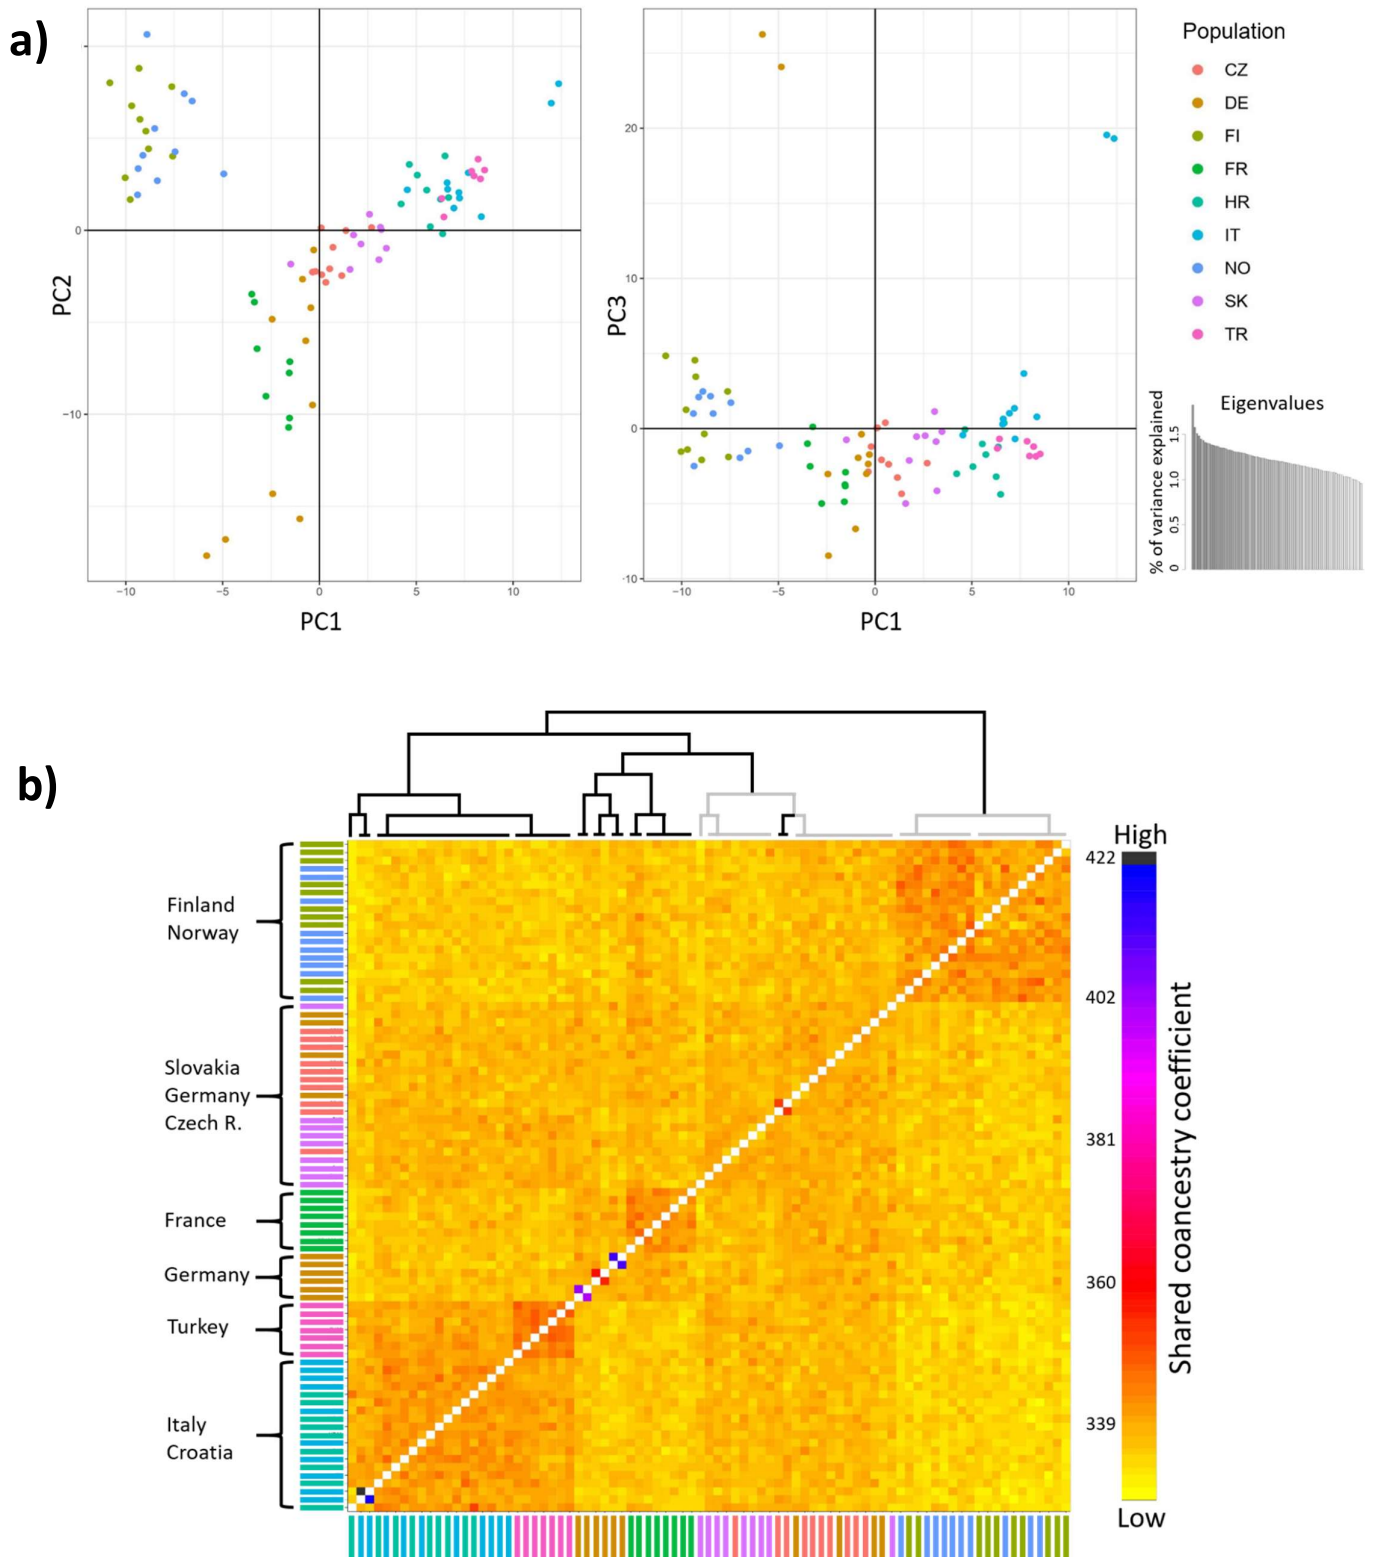 a)
PC2
0
−10
−10
−5
0
5
10
PC1
PC3
20
10
0
-10
−10
−5
0
5
10
PC1
Population
CZ
DE
FI
FR
HR
IT
NO
SK
TR
Eigenvalues
% of variance explained
1.5
1.0
0.5
0
b)
Finland
Norway
Slovakia
Germany
Czech R.
France
Germany
Turkey
Italy
Croatia
High
422
402
381
360
339
Low
Shared coancestry coefficient